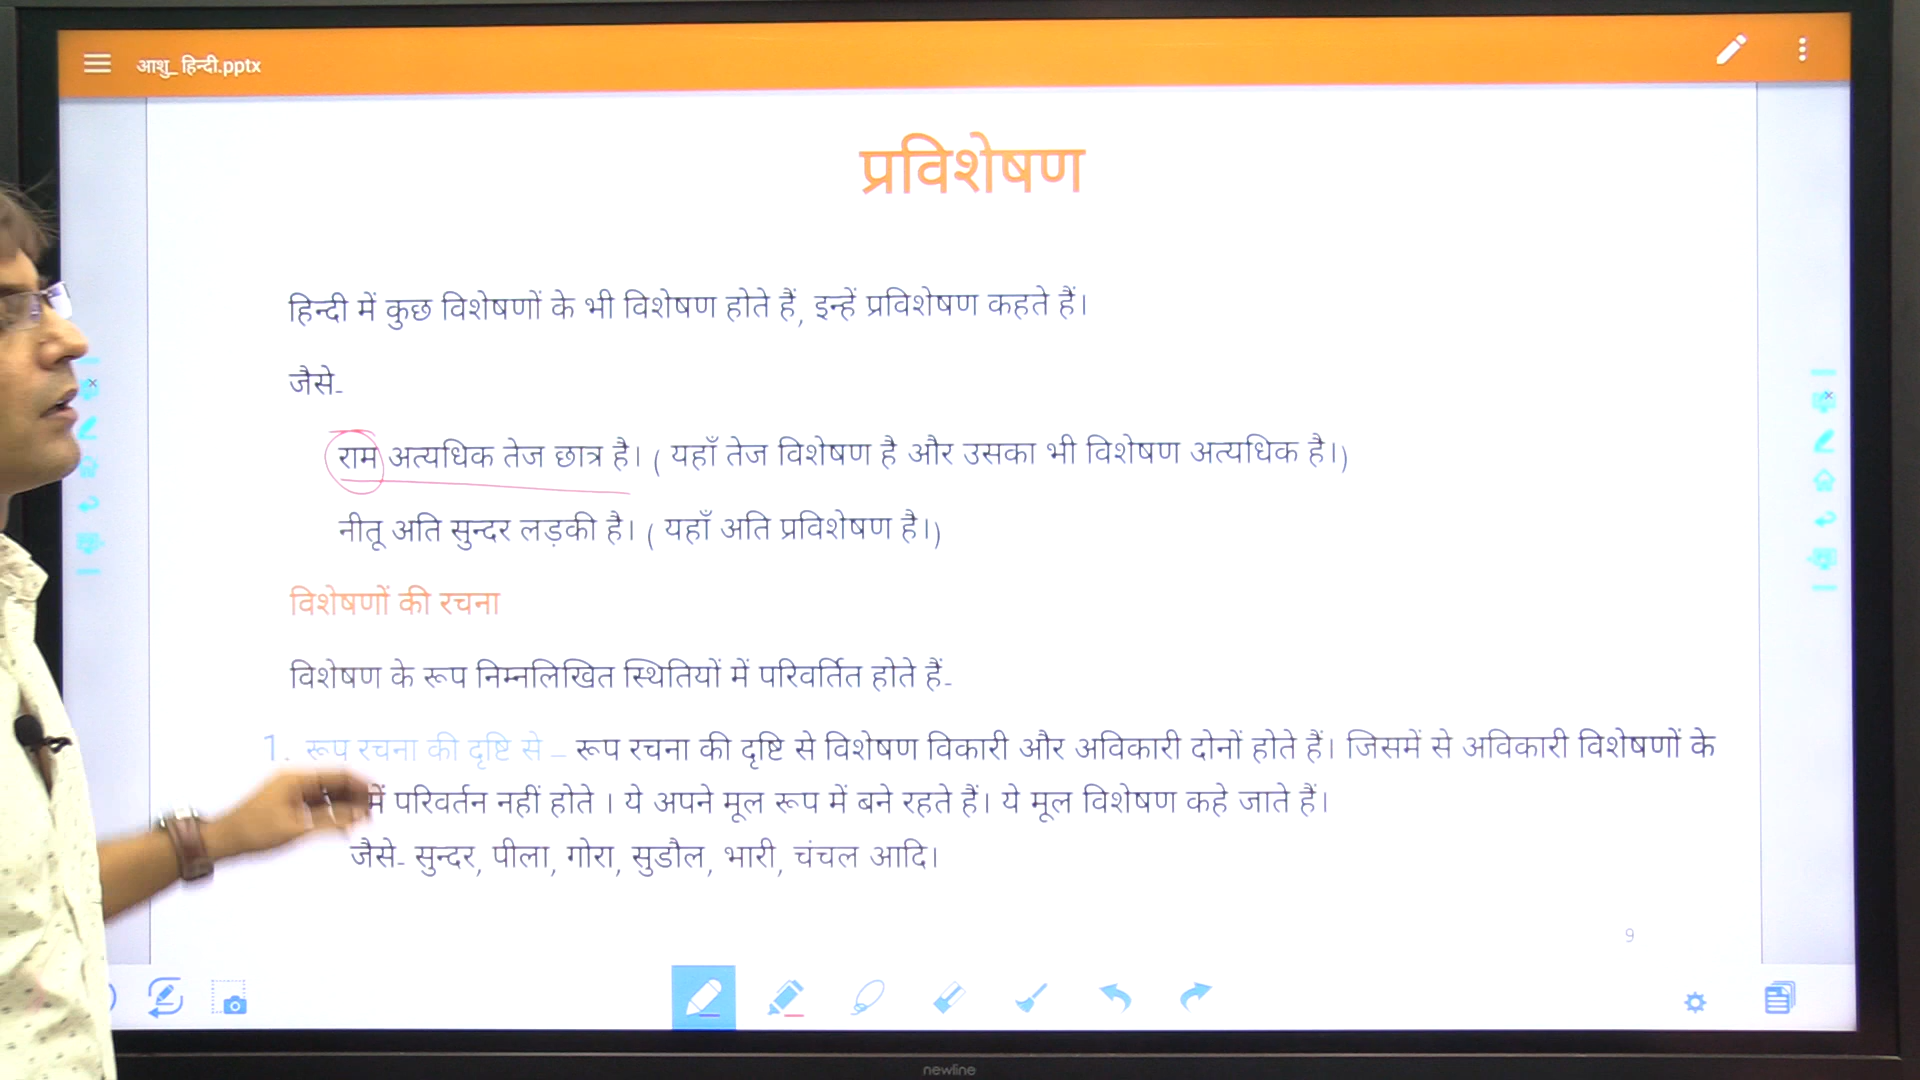 आशु_ हिन्दी.pptx
प्रविशेषण
हिन्दी में कुछ विशेषणों के भी विशेषण होते हैं, इन्हें प्रविशेषण कहते हैं।
जैसे-
राम अत्यधिक तेज छात्र है। ( यहाँ तेज विशेषण है और उसका भी विशेषण अत्यधिक है।)
नीतू अति सुन्दर लड़की है। ( यहाँ अति प्रविशेषण है।)
विशेषणों की रचना
विशेषण के रूप निम्नलिखित स्थितियों में परिवर्तित होते हैं-
1. रूप रचना की दृष्टि से – रूप रचना की दृष्टि से विशेषण विकारी और अविकारी दोनों होते हैं। जिसमें से अविकारी विशेषणों के
में परिवर्तन नहीं होते । ये अपने मूल रूप में बने रहते हैं। ये मूल विशेषण कहे जाते हैं।
जैसे- सुन्दर, पीला, गोरा, सुडौल, भारी, चंचल आदि।
9
newline